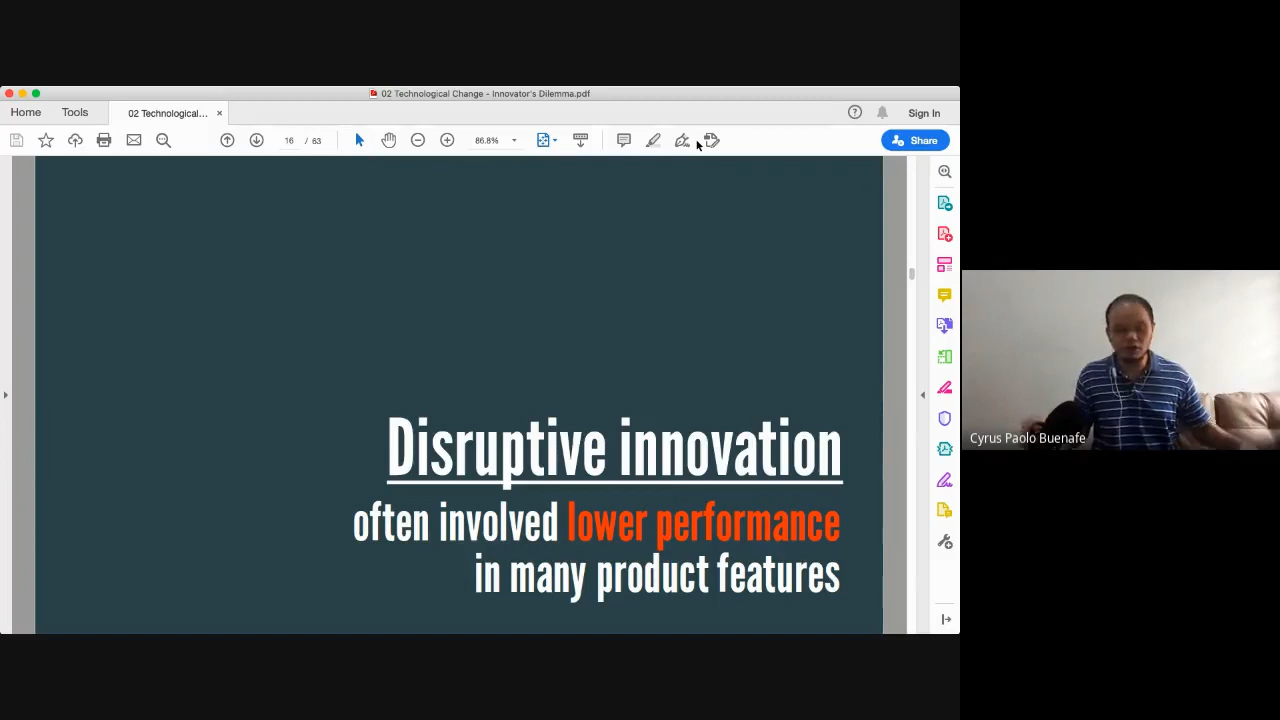 02 Technological Change - Innovator's Dilemma.pdf
Home Tools 02 Technological... × Sign In
16 / 63 86.8% Share
Disruptive innovation
often involved lower performance
in many product features
Cyrus Paolo Buenafe